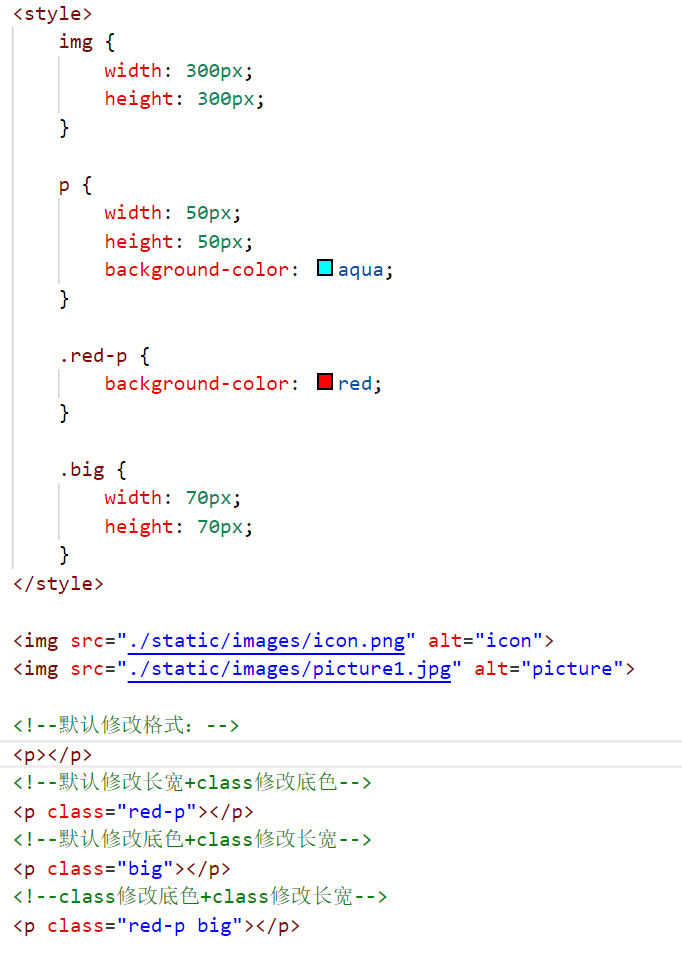 <style>
    img {
        width: 300px;
        height: 300px;
    }

    p {
        width: 50px;
        height: 50px;
        background-color: aqua;
    }

    .red-p {
        background-color: red;
    }

    .big {
        width: 70px;
        height: 70px;
    }
</style>

<img src="./static/images/icon.png" alt="icon">
<img src="./static/images/picture1.jpg" alt="picture">

<!--默认修改格式：-->
<p></p>
<!--默认修改长宽+class修改底色-->
<p class="red-p"></p>
<!--默认修改底色+class修改长宽-->
<p class="big"></p>
<!--class修改底色+class修改长宽-->
<p class="red-p big"></p>